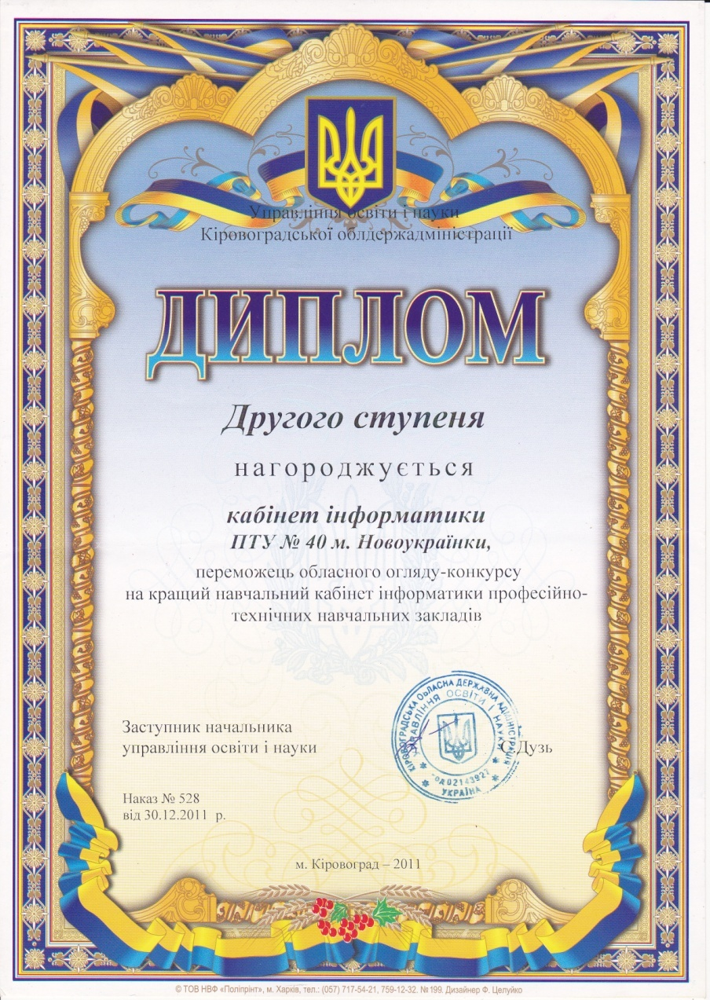 Управління освіти і науки
Кіровоградської облдержадміністрації
ДИПЛОМ
Другого ступеня
нагороджується
кабінет інформатики
ПТУ № 40 м. Новоукраїнки,
переможець обласного огляду-конкурсу
на кращий навчальний кабінет інформатики професійно-
технічних навчальних закладів
КІРОВОГРАДСЬКА ОБЛАСНА ДЕРЖАВНА АДМІНІСТРАЦІЯ
УПРАВЛІННЯ ОСВІТИ І НАУКИ
02143927
УКРАЇНА
Заступник начальника
управління освіти і науки
С.Дузь
Наказ № 528
від 30.12.2011 р.
м. Кіровоград – 2011
© ТОВ НВФ «Поліпрінт», м. Харків, тел.: (057) 717-54-21, 759-12-32. № 199. Дизайнер Ф. Целуйко